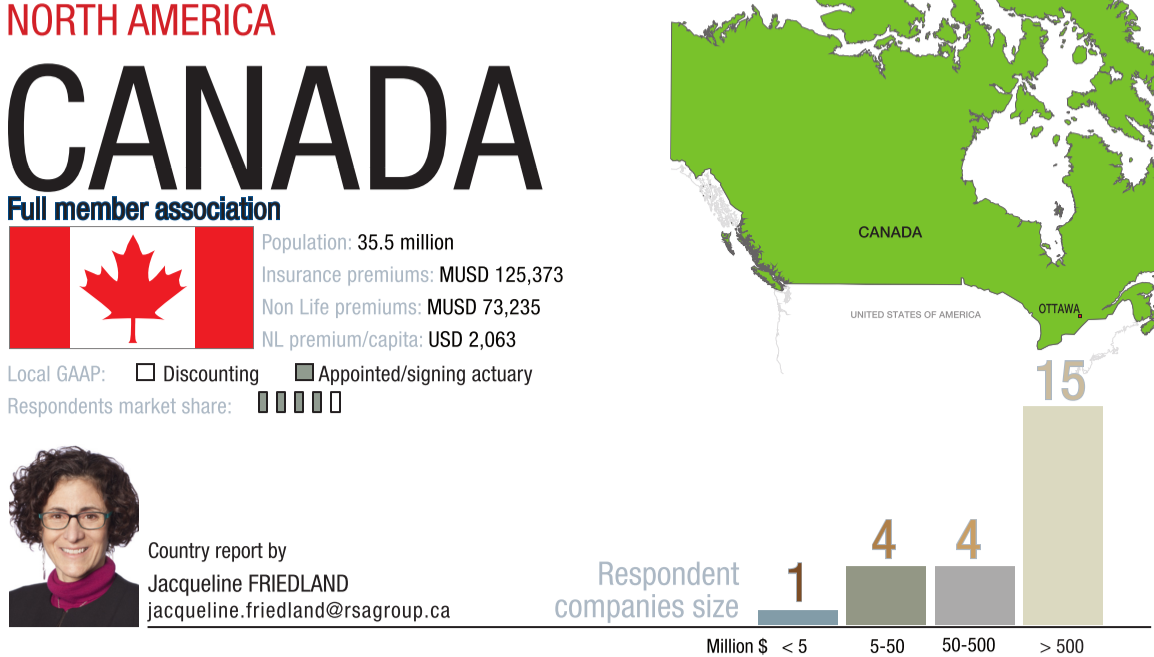 NORTH AMERICA
CANADA
Full member association
Population: 35.5 million
Insurance premiums: MUSD 125,373
Non Life premiums: MUSD 73,235
NL premium/capita: USD 2,063
Local GAAP: Discounting Appointed/signing actuary
Respondents market share:
CANADA
OTTAWA
UNITED STATES OF AMERICA
Country report by
Jacqueline FRIEDLAND
jacqueline.friedland@rsagroup.ca
Respondent
companies size
1 4 4 15
Million $ < 5 5-50 50-500 > 500